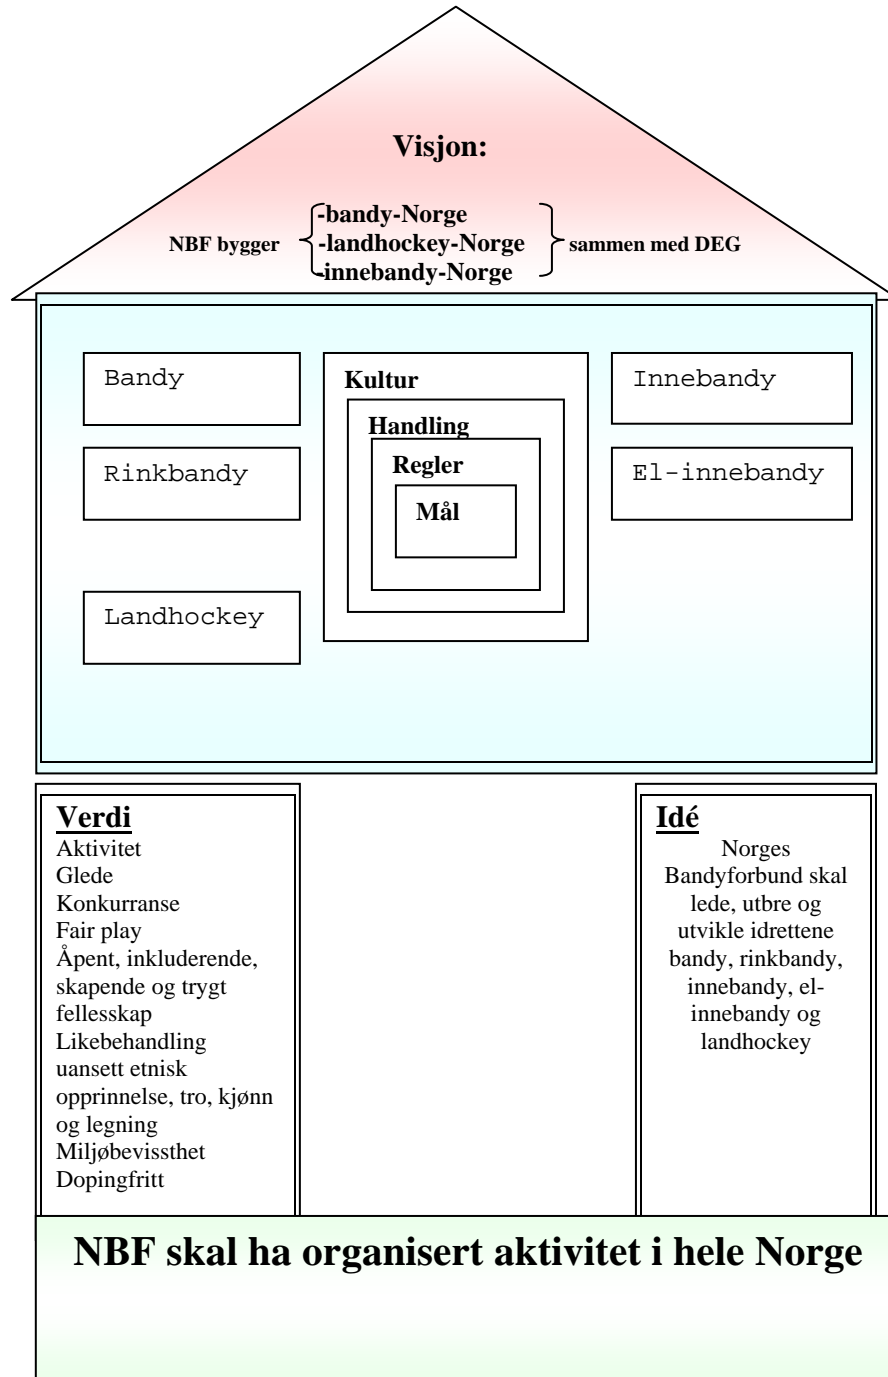 Visjon:
-bandy-Norge
NBF bygger -landhockey-Norge sammen med DEG
-innebandy-Norge
Bandy
Rinkbandy
Landhockey
Kultur
Handling
Regler
Mål
Innebandy
El-innebandy
Verdi
Aktivitet
Glede
Konkurranse
Fair play
Åpent, inkluderende,
skapende og trygt
fellesskap
Likebehandling
uansett etnisk
opprinnelse, tro, kjønn
og legning
Miljøbevissthet
Dopingfritt
Idé
Norges
Bandyforbund skal
lede, utbre og
utvikle idrettene
bandy, rinkbandy,
innebandy, el-
innebandy og
landhockey
NBF skal ha organisert aktivitet i hele Norge